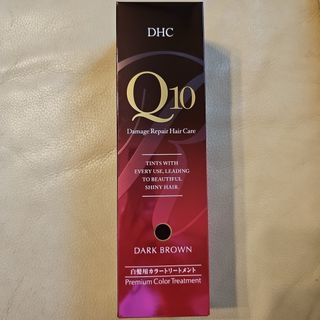 DHC
Q10
Damage Repair Hair Care
TINTS WITH
EVERY USE, LEADING
TO BEAUTIFUL
SHINY HAIR.
DARK BROWN
白髪用カラートリートメント
Premium Color Treatment